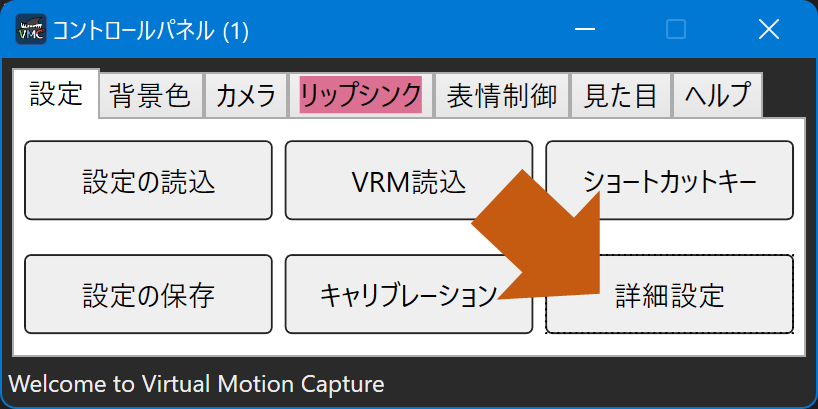 VMC
コントロールパネル (1)
設定 背景色 カメラ リップシンク 表情制御 見た目 ヘルプ
設定の読込 VRM読込 ショートカットキー
設定の保存 キャリブレーション 詳細設定
Welcome to Virtual Motion Capture